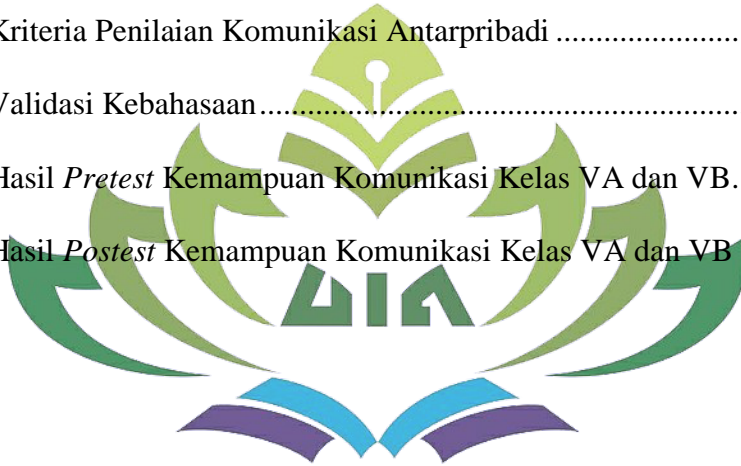 Kriteria Penilaian Komunikasi Antarpribadi ......................
Validasi Kebahasaan.......................................................
Hasil Pretest Kemampuan Komunikasi Kelas VA dan VB.
Hasil Postest Kemampuan Komunikasi Kelas VA dan VB
UIN